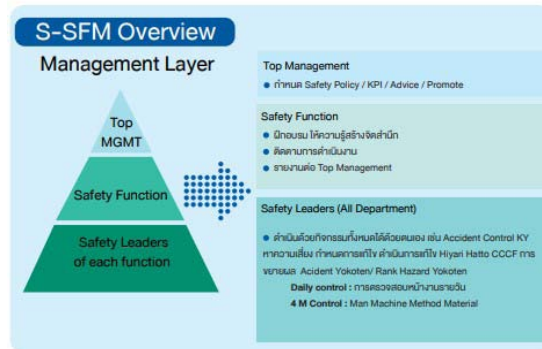 S-SFM Overview
Management Layer
Top
MGMT
Safety Function
Safety Leaders
of each function
Top Management
● กำหนด Safety Policy / KPI / Advice / Promote
Safety Function
● ฝึกอบรม ให้ความรู้สร้างจิตสำนึก
● ติดตามการดำเนินงาน
● รายงานต่อ Top Management
Safety Leaders (All Department)
● ดำเนินด้วยกิจกรรมทั้งหมดได้ด้วยตนเอง เช่น Accident Control KY
หาความเสี่ยง กำหนดการแก้ไข ดำเนินการแก้ไข Hiyari Hatto CCCF การ
ขยายผล Acident Yokoten/ Rank Hazard Yokoten
Daily control : การตรวจสอบหน้างานรายวัน
4 M Control : Man Machine Method Material